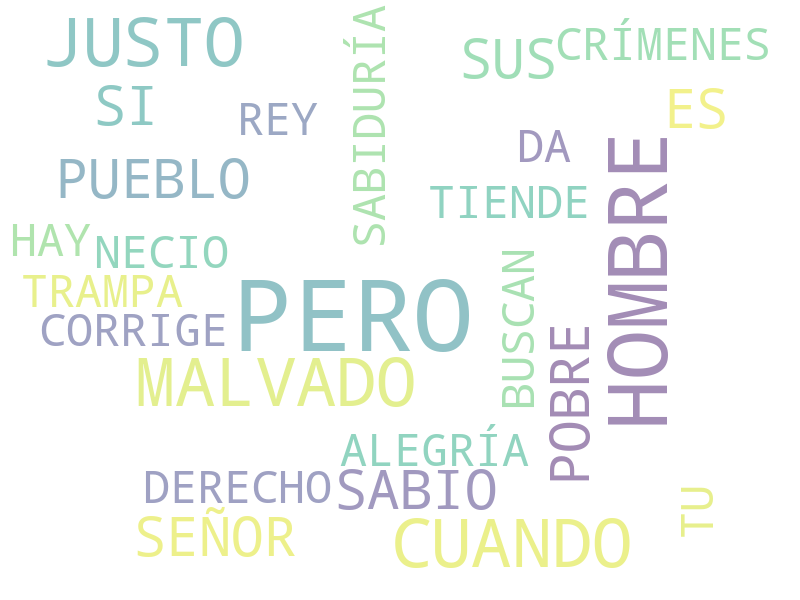 JUSTO
SUS
CRÍMENES
SI
REY
SABIDURÍA
ES
DA
PUEBLO
TIENDE
HOMBRE
HAY
NECIO
TRAMPA
PERO
BUSCAN
CORRIGE
POBRE
MALVADO
ALEGRÍA
DERECHO
SABIO
TU
SEÑOR
CUANDO